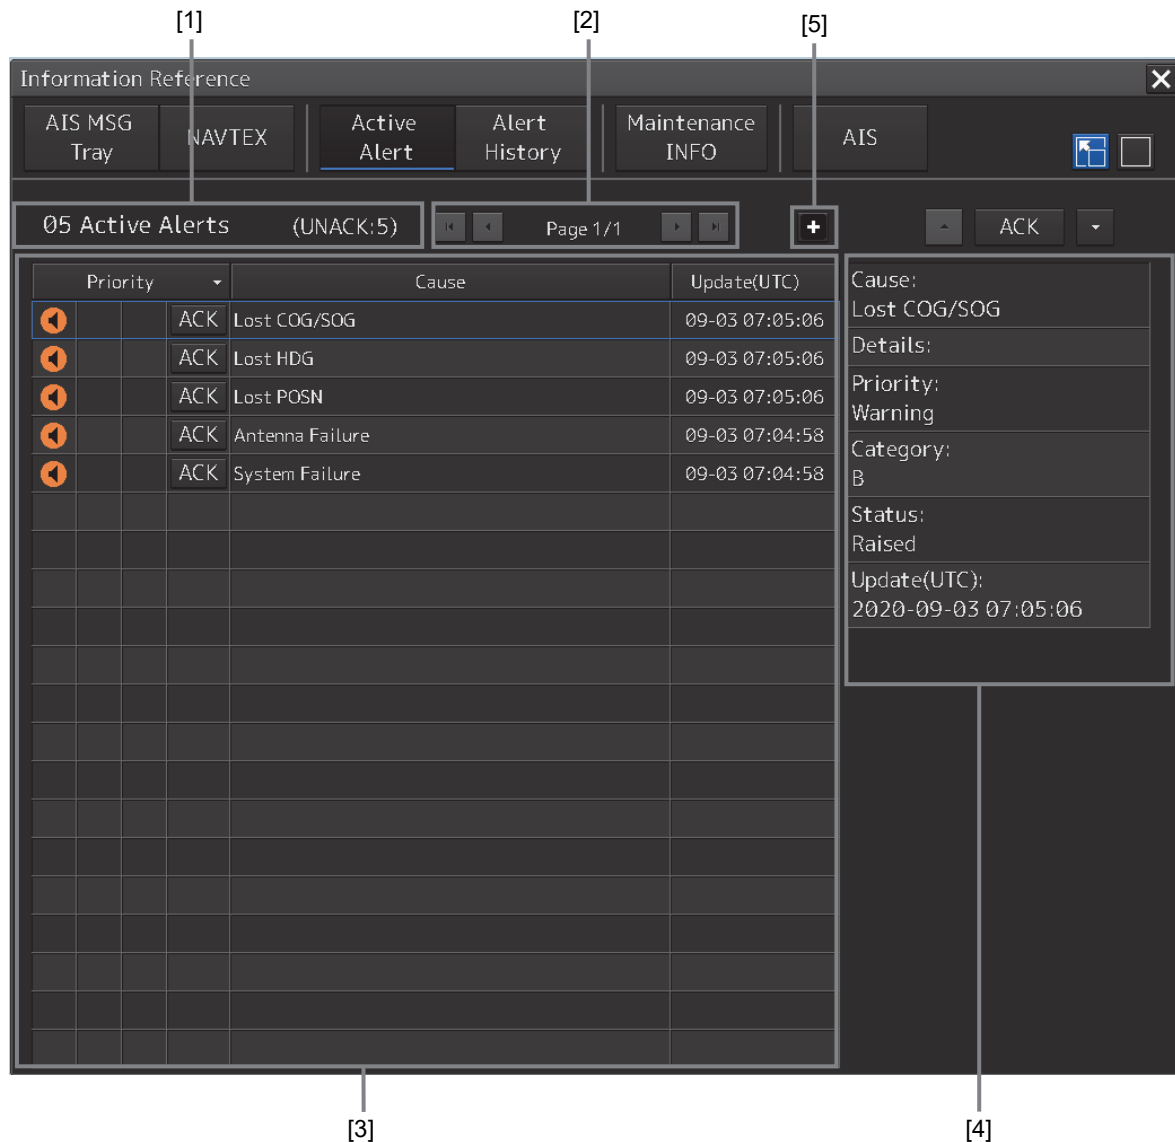 [1] [2] [5]
Information Reference
AIS MSG Tray NAVTEX Active Alert Alert History Maintenance INFO AIS
05 Active Alerts (UNACK:5) Page 1/1 + ACK
Priority Cause Update(UTC)
ACK Lost COG/SOG 09-03 07:05:06
ACK Lost HDG 09-03 07:05:06
ACK Lost POSN 09-03 07:05:06
ACK Antenna Failure 09-03 07:04:58
ACK System Failure 09-03 07:04:58
Cause:
Lost COG/SOG
Details:
Priority:
Warning
Category:
B
Status:
Raised
Update(UTC):
2020-09-03 07:05:06
[3] [4]